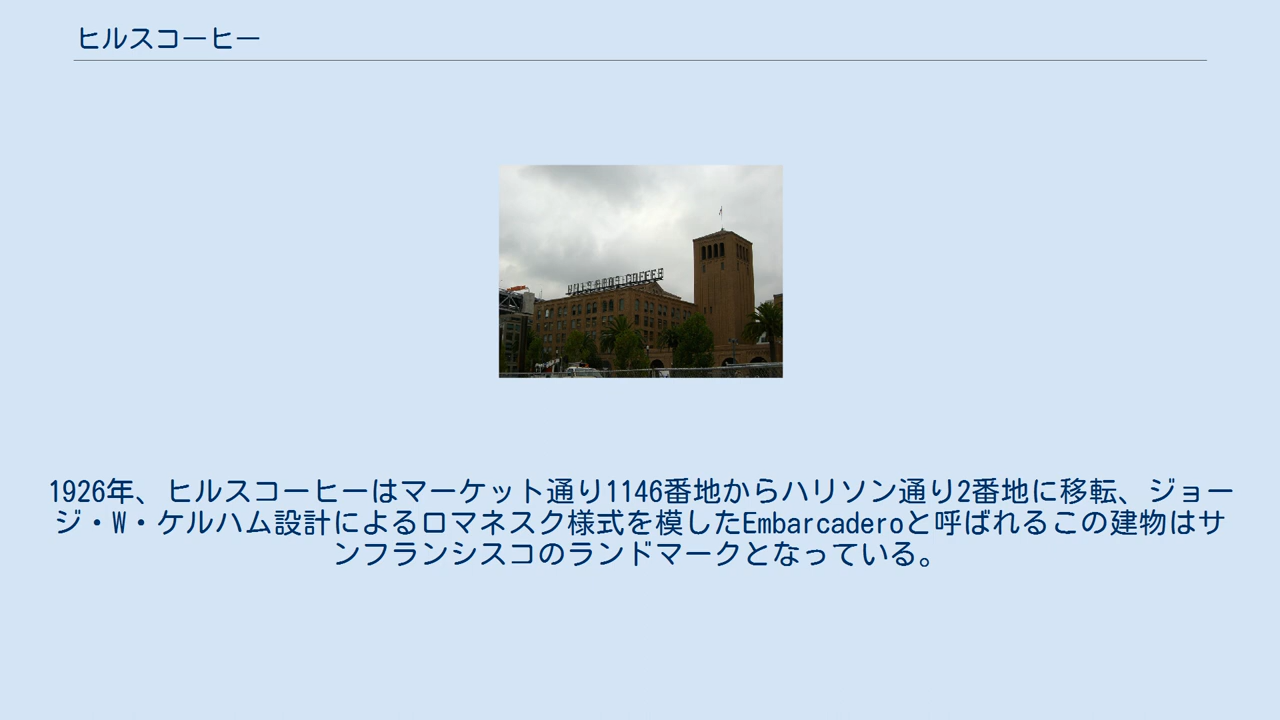 ヒルスコーヒー
HILLS BROS COFFEE
1926年、ヒルスコーヒーはマーケット通り1146番地からハリソン通り2番地に移転、ジョー
ジ・W・ケルハム設計によるロマネスク様式を模したEmbarcaderoと呼ばれるこの建物はサ
ンフランシスコのランドマークとなっている。